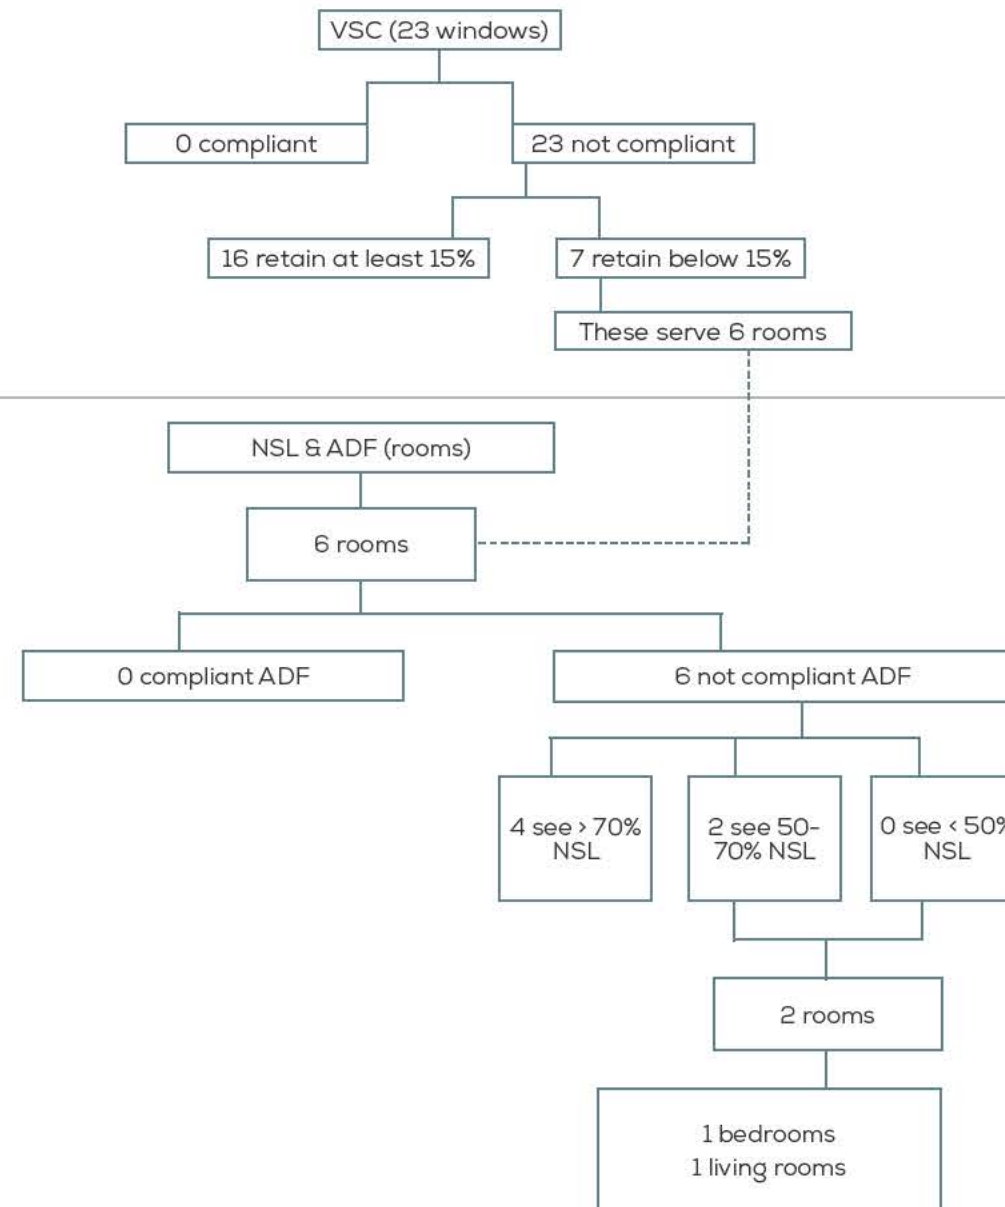 VSC (23 windows)
0 compliant
23 not compliant
16 retain at least 15%
7 retain below 15%
These serve 6 rooms
NSL & ADF (rooms)
6 rooms
0 compliant ADF
6 not compliant ADF
4 see > 70%
NSL
2 see 50-
70% NSL
0 see < 50%
NSL
2 rooms
1 bedrooms
1 living rooms